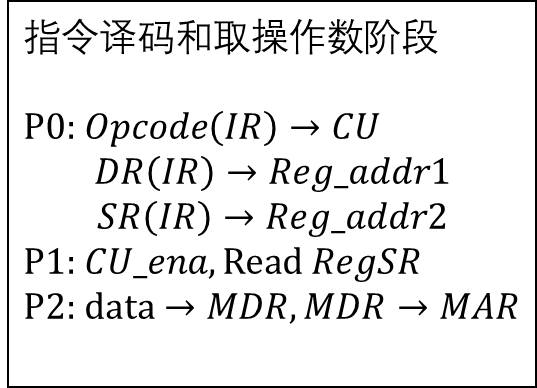 指令译码和取操作数阶段
P0: Opcode(IR) → CU
DR(IR) → Reg_addr1
SR(IR) → Reg_addr2
P1: CU_ena, Read RegSR
P2: data → MDR, MDR → MAR